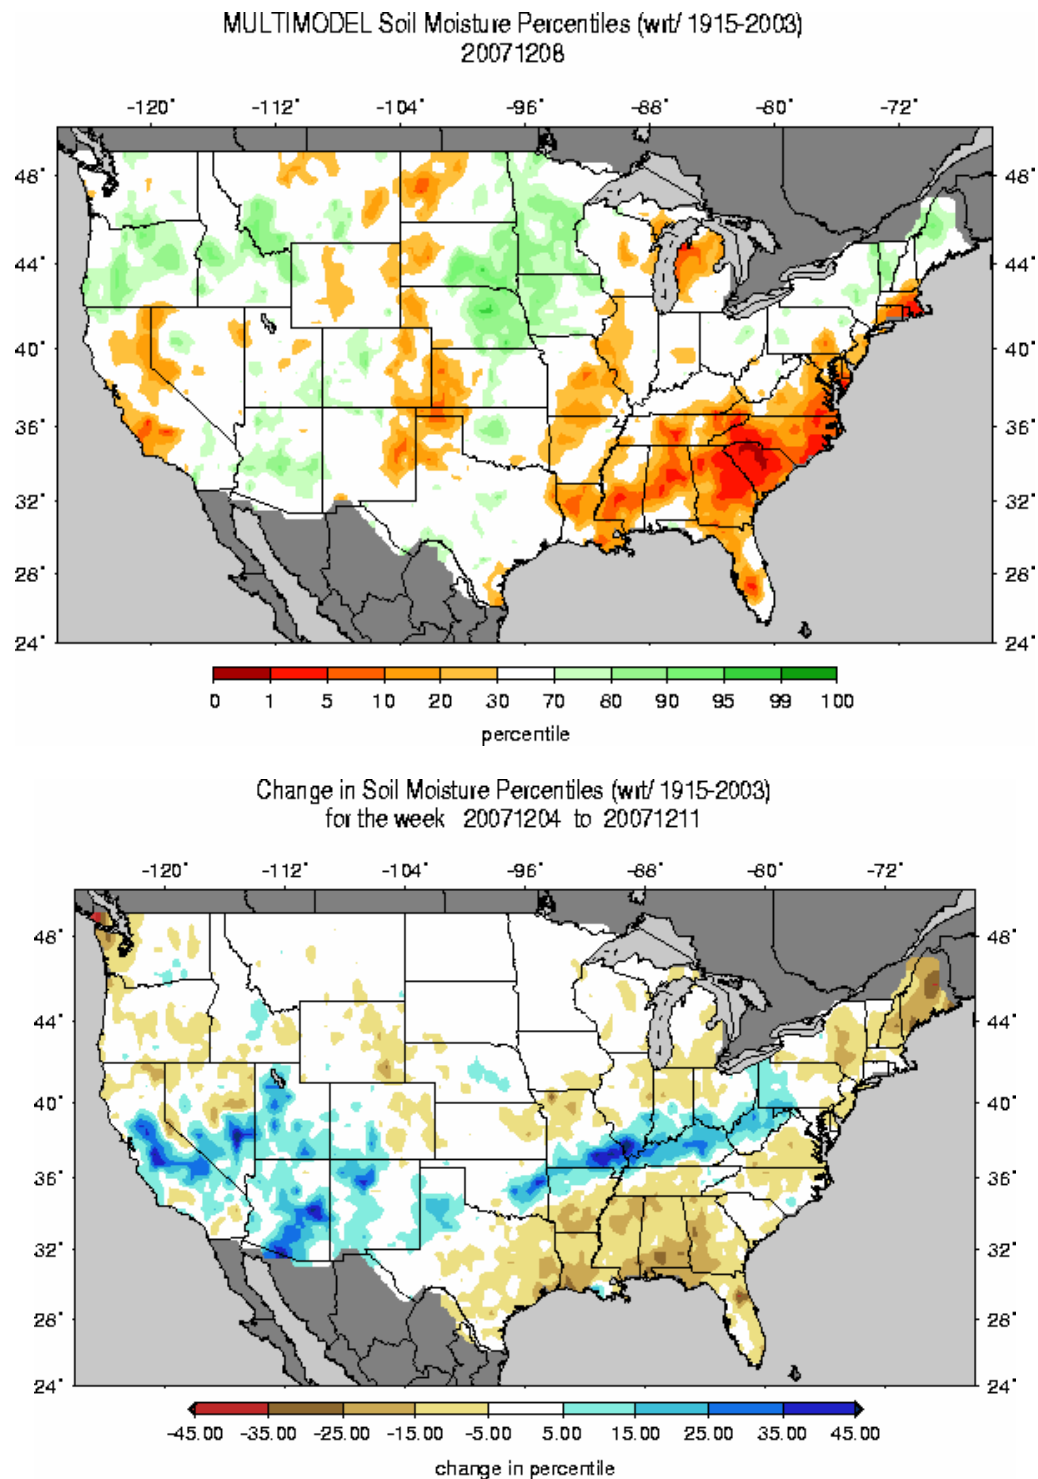 MULTIMODEL Soil Moisture Percentiles (wrt/ 1915-2003)
20071208
-120° -112° -104° -96° -88° -80° -72°
48° 48°
44° 44°
40° 40°
36° 36°
32° 32°
28° 28°
24° 24°
0 1 5 10 20 30 70 80 90 95 99 100
percentile
Change in Soil Moisture Percentiles (wrt/ 1915-2003)
for the week 20071204 to 20071211
-120° -112° -104° -96° -88° -80° -72°
48° 48°
44° 44°
40° 40°
36° 36°
32° 32°
28° 28°
24° 24°
-45.00 -35.00 -25.00 -15.00 -5.00 5.00 15.00 25.00 35.00 45.00
change in percentile